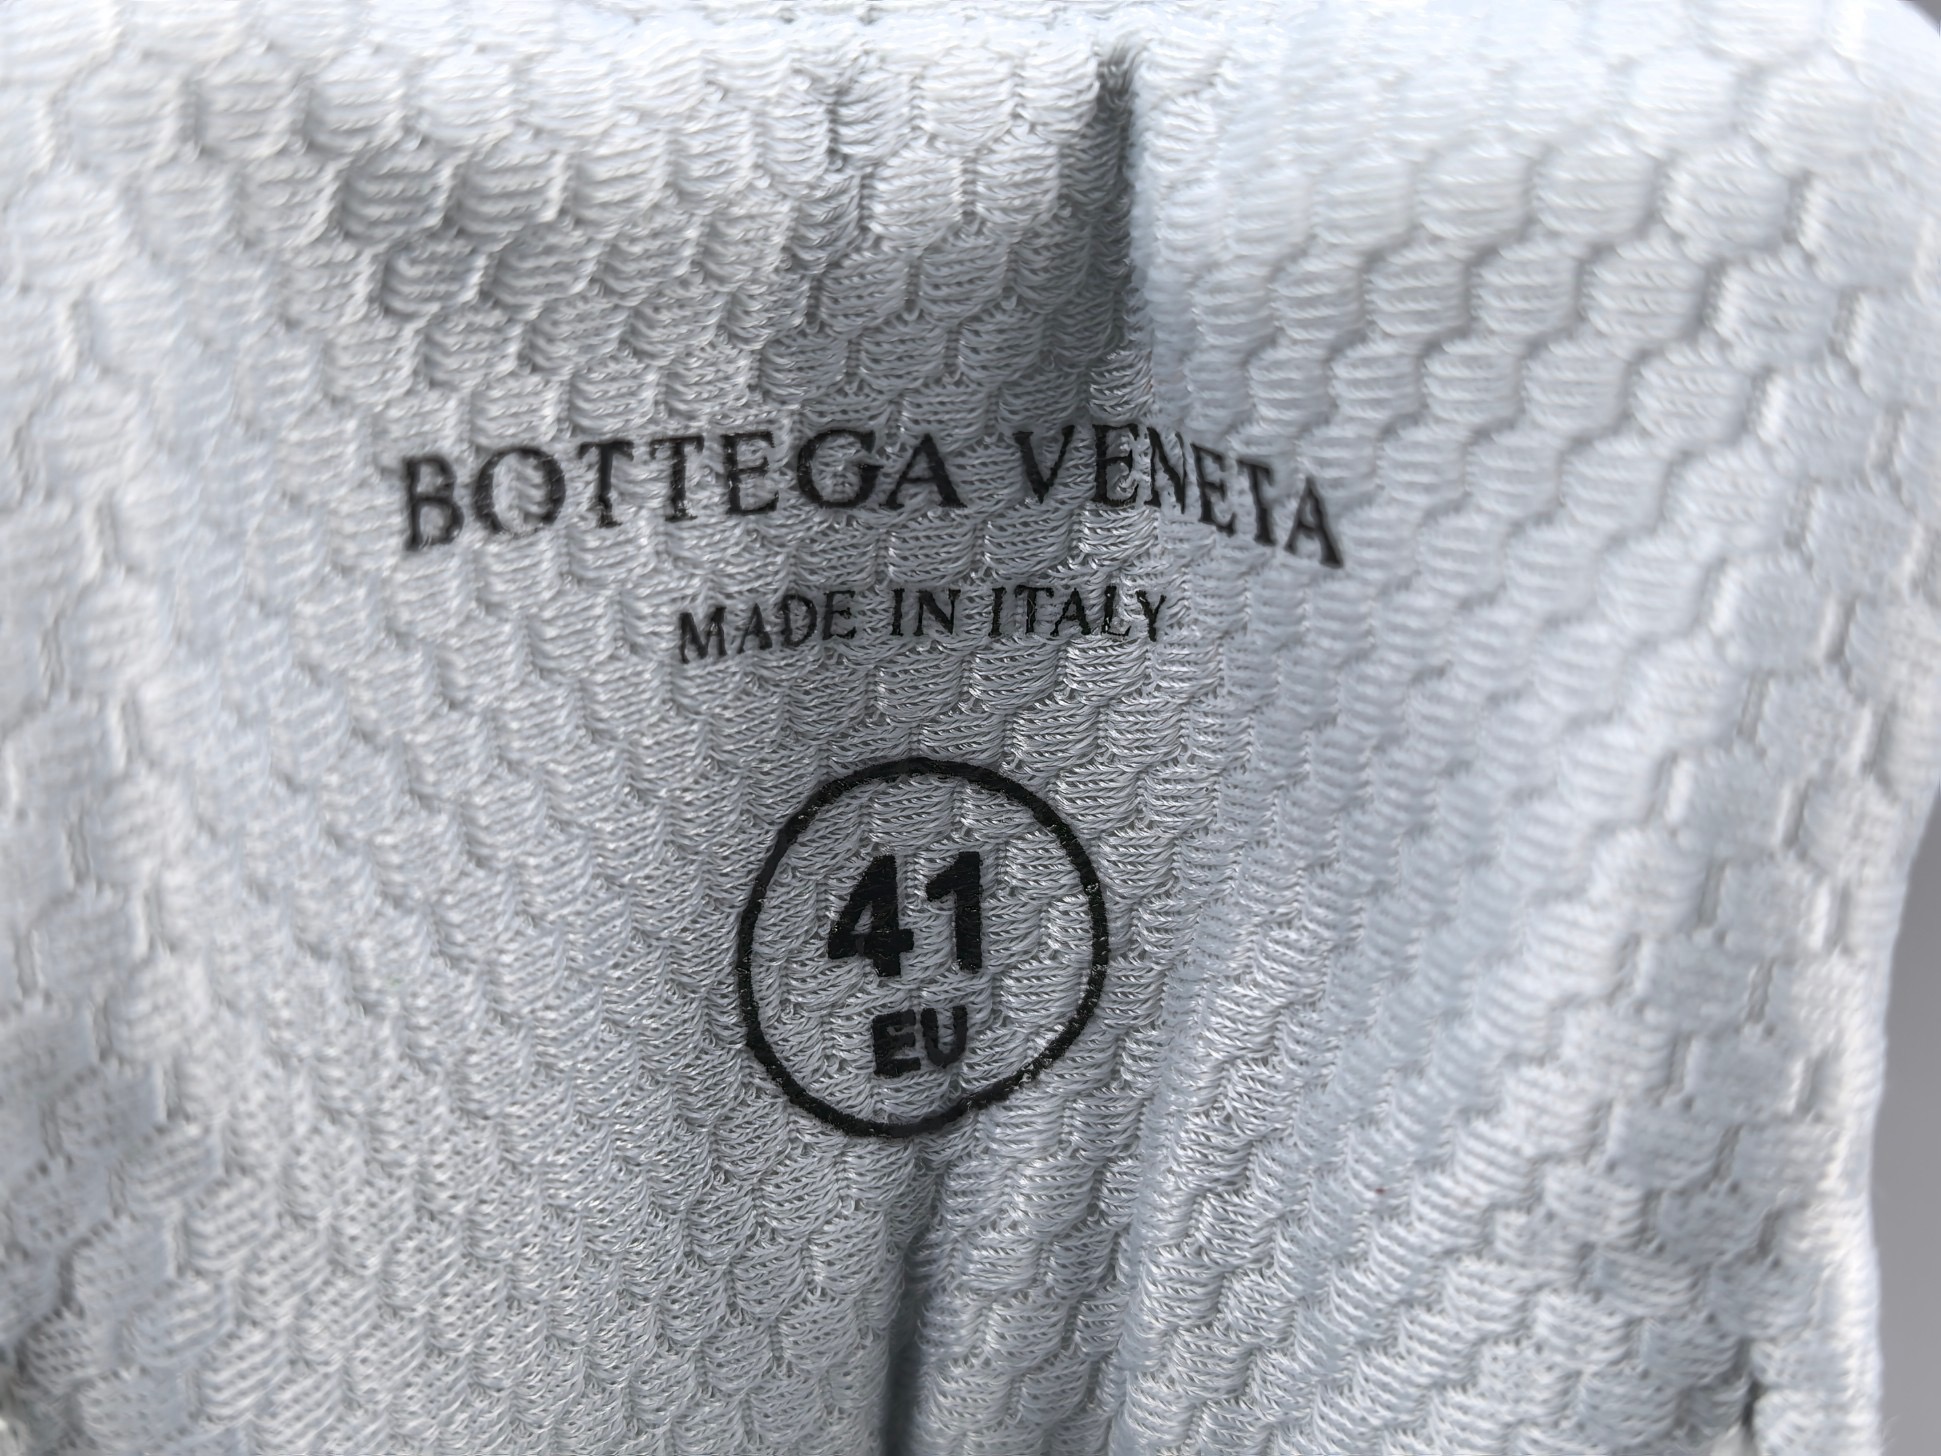 BOTTEGA VENETA
MADE IN ITALY
41
EU